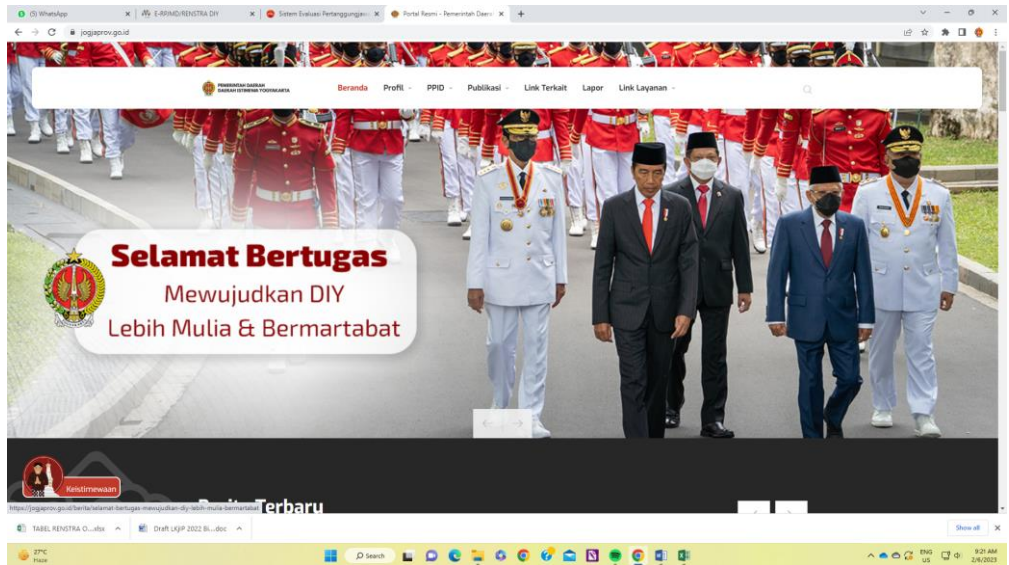 (5) WhatsApp
E-RPJMD/RENSTRA DIY
Sistem Evaluasi Pertanggungjaw
Portal Resmi - Pemerintah Daerah
jogjaprov.go.id
PEMERINTAH DAERAH
DAERAH ISTIMEWA YOGYAKARTA
Beranda Profil PPID Publikasi Link Terkait Lapor Link Layanan
Selamat Bertugas
Mewujudkan DIY
Lebih Mulia & Bermartabat
Keistimewaan
Berita Terbaru
https://jogjaprov.go.id/berita/selamat-bertugas-mewujudkan-diy-lebih-mulia-bermartabat
TABEL RENSTRA O....xlsx
Draft LKjIP 2022 Bi....doc
Show all
27°C
Haze
Search
ENG
US
9:21 AM
2/6/2023